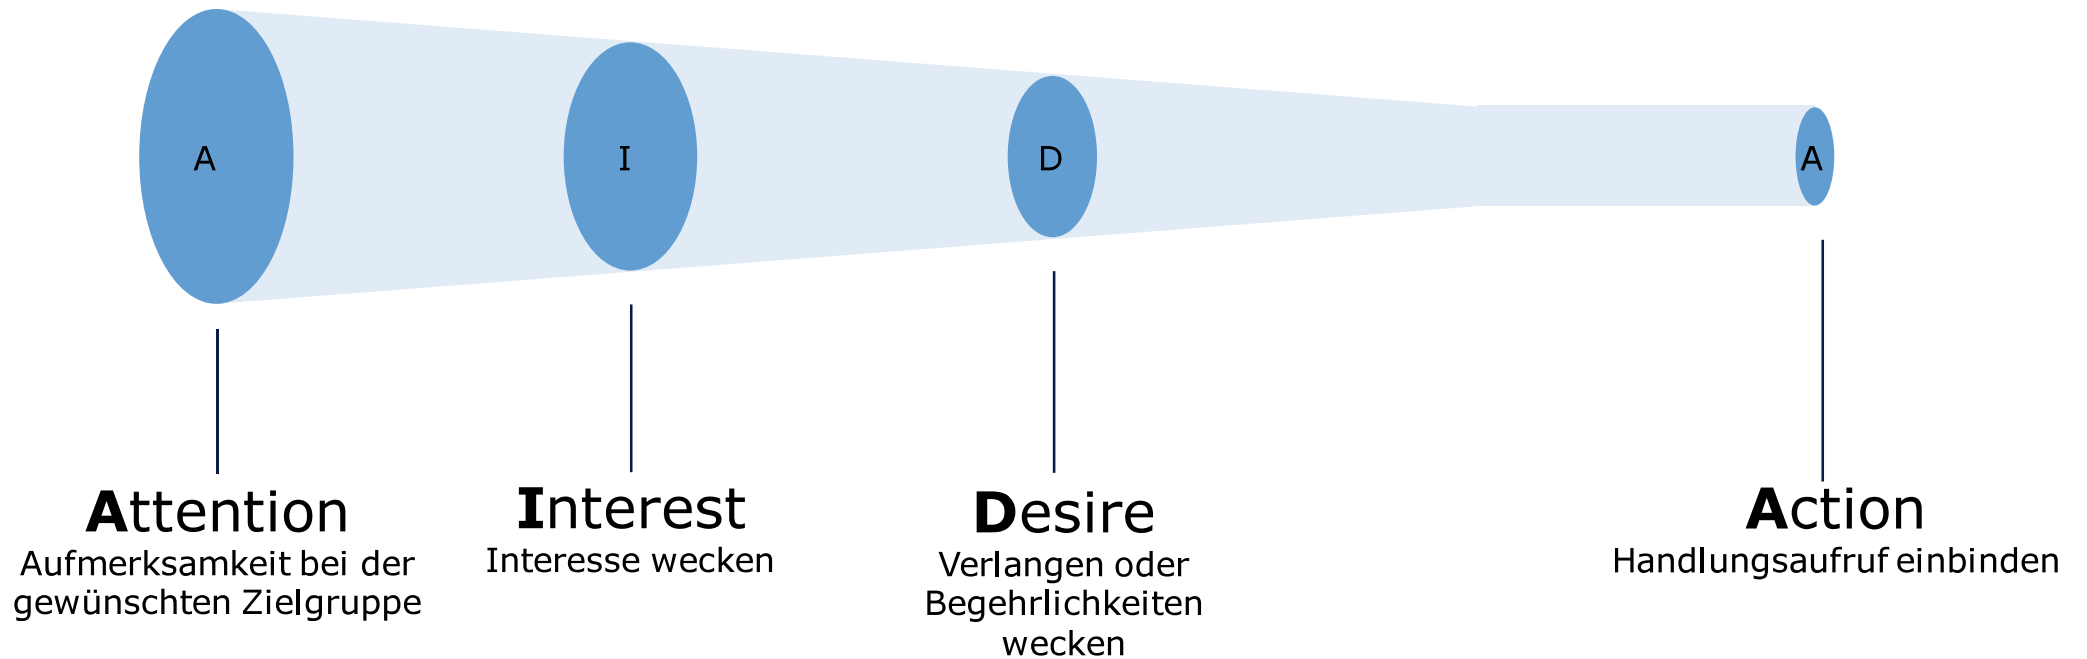 A
I
D
A
Attention
Aufmerksamkeit bei der
gewünschten Zielgruppe
Interest
Interesse wecken
Desire
Verlangen oder
Begehrlichkeiten
wecken
Action
Handlungsaufruf einbinden